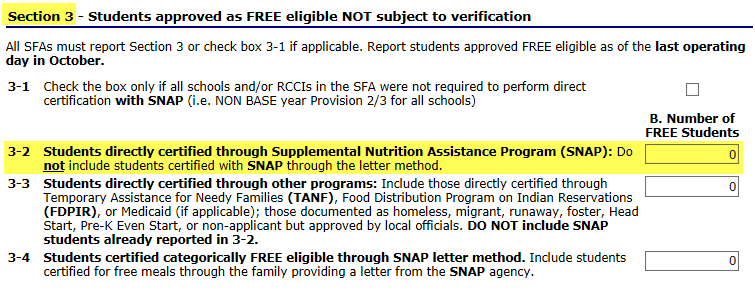 Section 3 - Students approved as FREE eligible NOT subject to verification
All SFAs must report Section 3 or check box 3-1 if applicable. Report students approved FREE eligible as of the last operating
day in October.
3-1 Check the box only if all schools and/or RCCIs in the SFA were not required to perform direct
certification with SNAP (i.e. NON BASE year Provision 2/3 for all schools)
B. Number of
FREE Students
3-2 Students directly certified through Supplemental Nutrition Assistance Program (SNAP): Do
not include students certified with SNAP through the letter method.
0
3-3 Students directly certified through other programs: Include those directly certified through
Temporary Assistance for Needy Families (TANF), Food Distribution Program on Indian Reservations
(FDPIR), or Medicaid (if applicable); those documented as homeless, migrant, runaway, foster, Head
Start, Pre-K Even Start, or non-applicant but approved by local officials. DO NOT include SNAP
students already reported in 3-2.
0
3-4 Students certified categorically FREE eligible through SNAP letter method. Include students
certified for free meals through the family providing a letter from the SNAP agency.
0